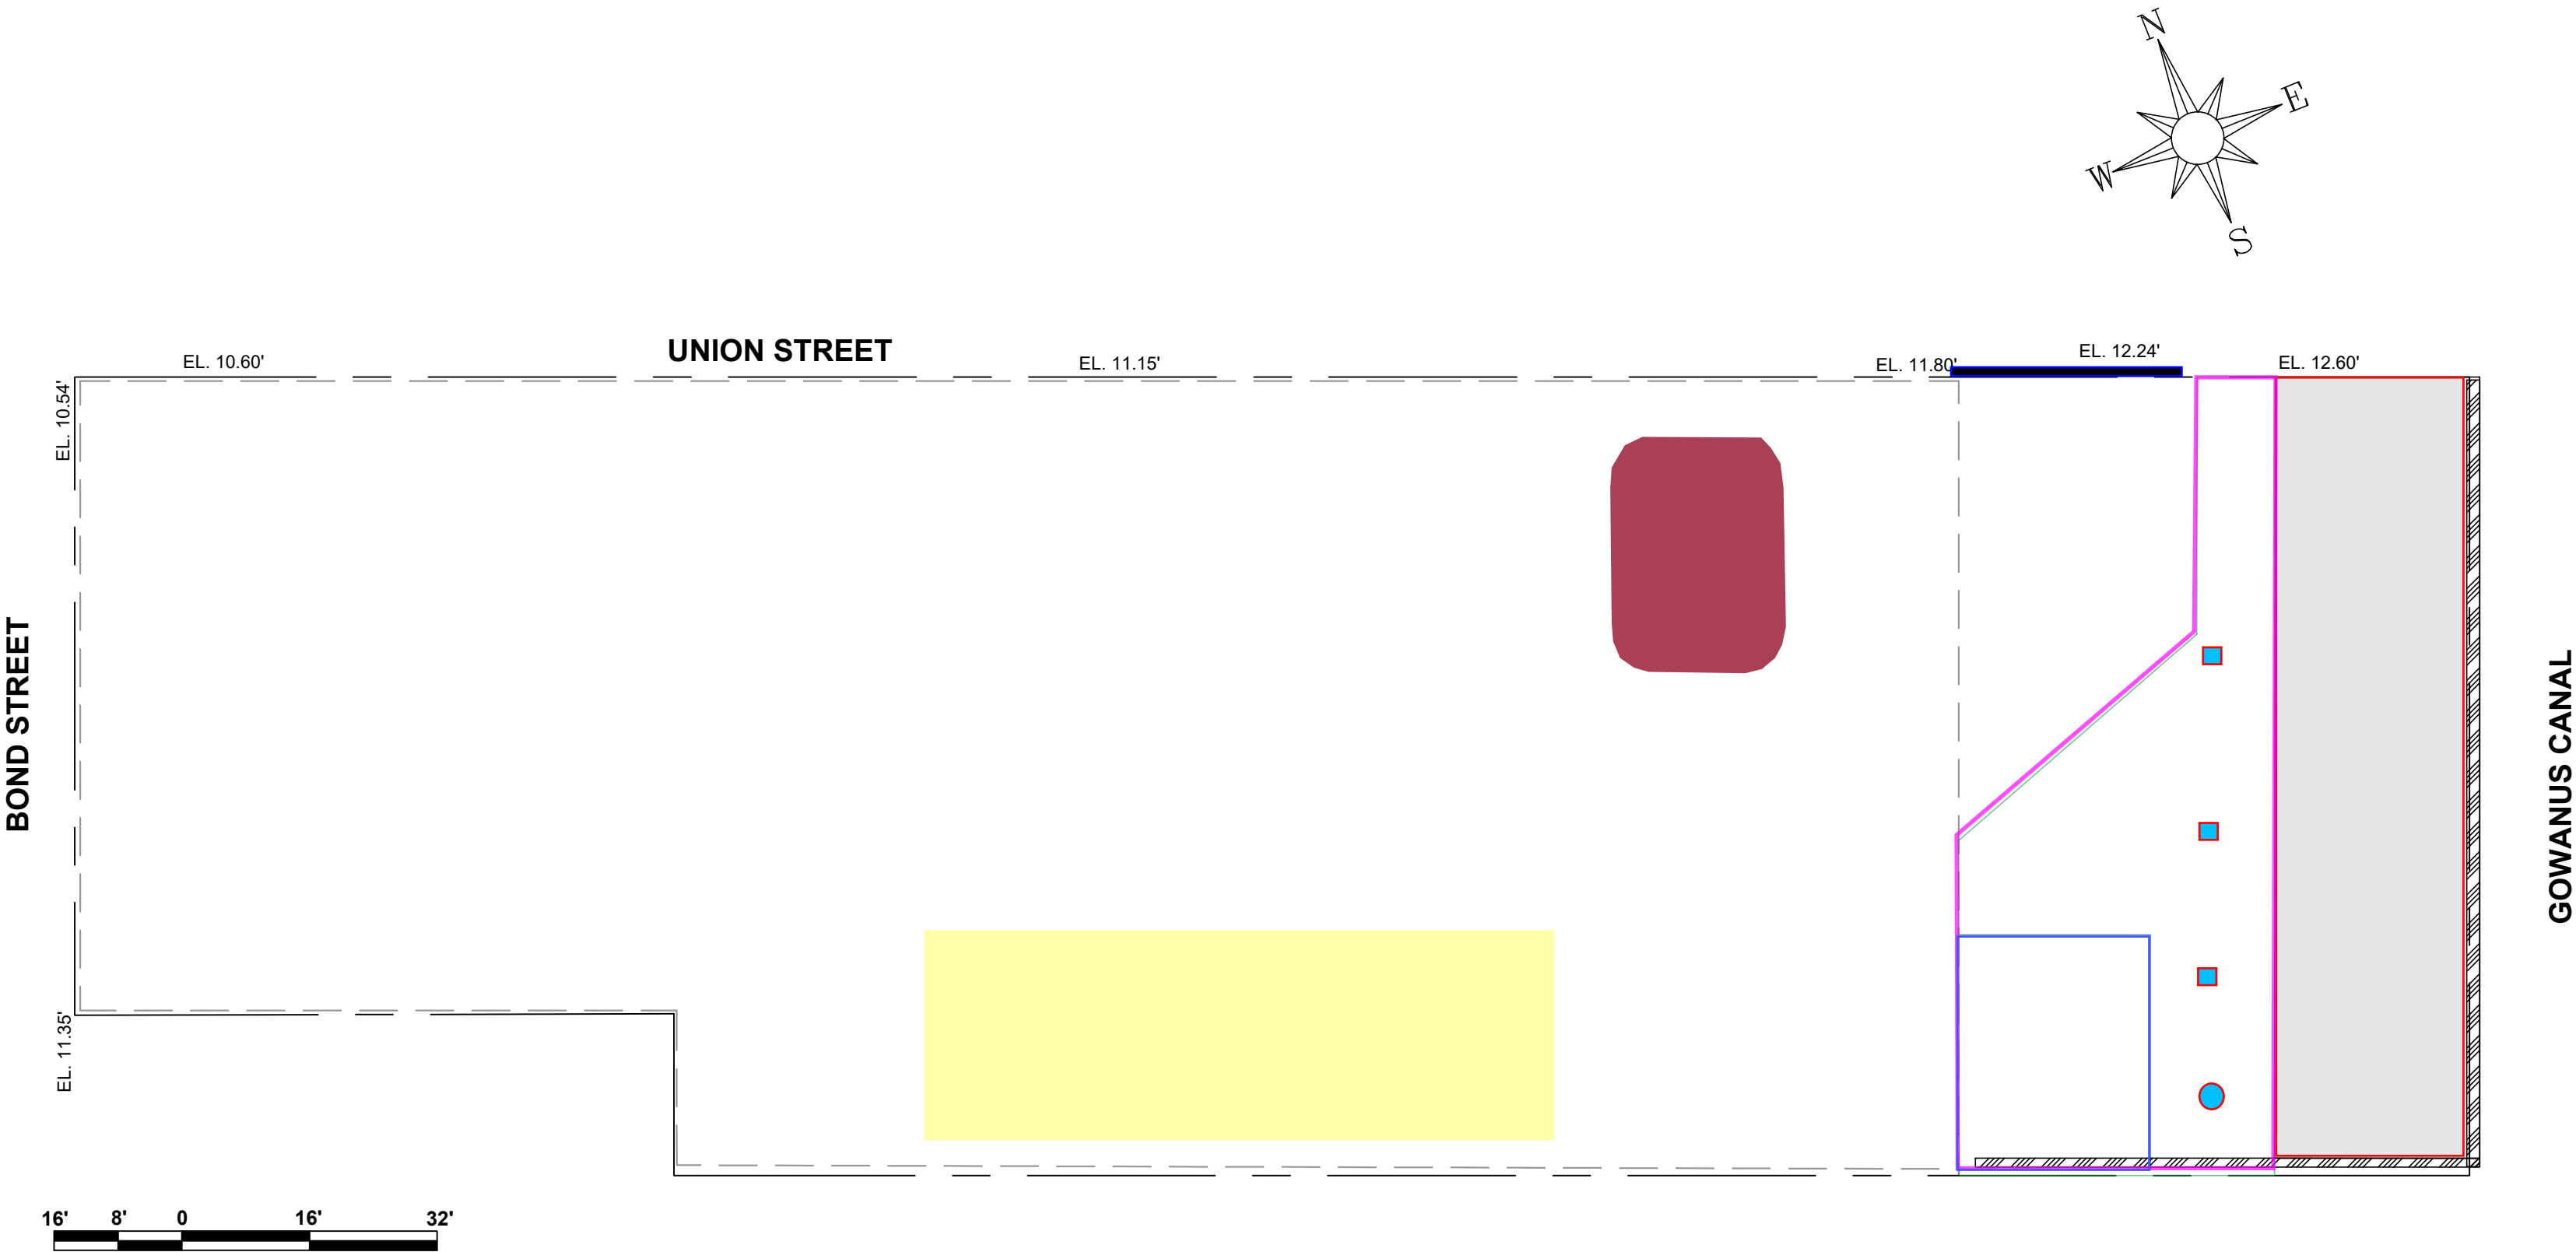 N
E
W
S
UNION STREET
EL. 10.60'
EL. 11.15'
EL. 11.80'
EL. 12.24'
EL. 12.60'
EL. 10.54'
BOND STREET
GOWANUS CANAL
EL. 11.35'
16' 8' 0 16' 32'